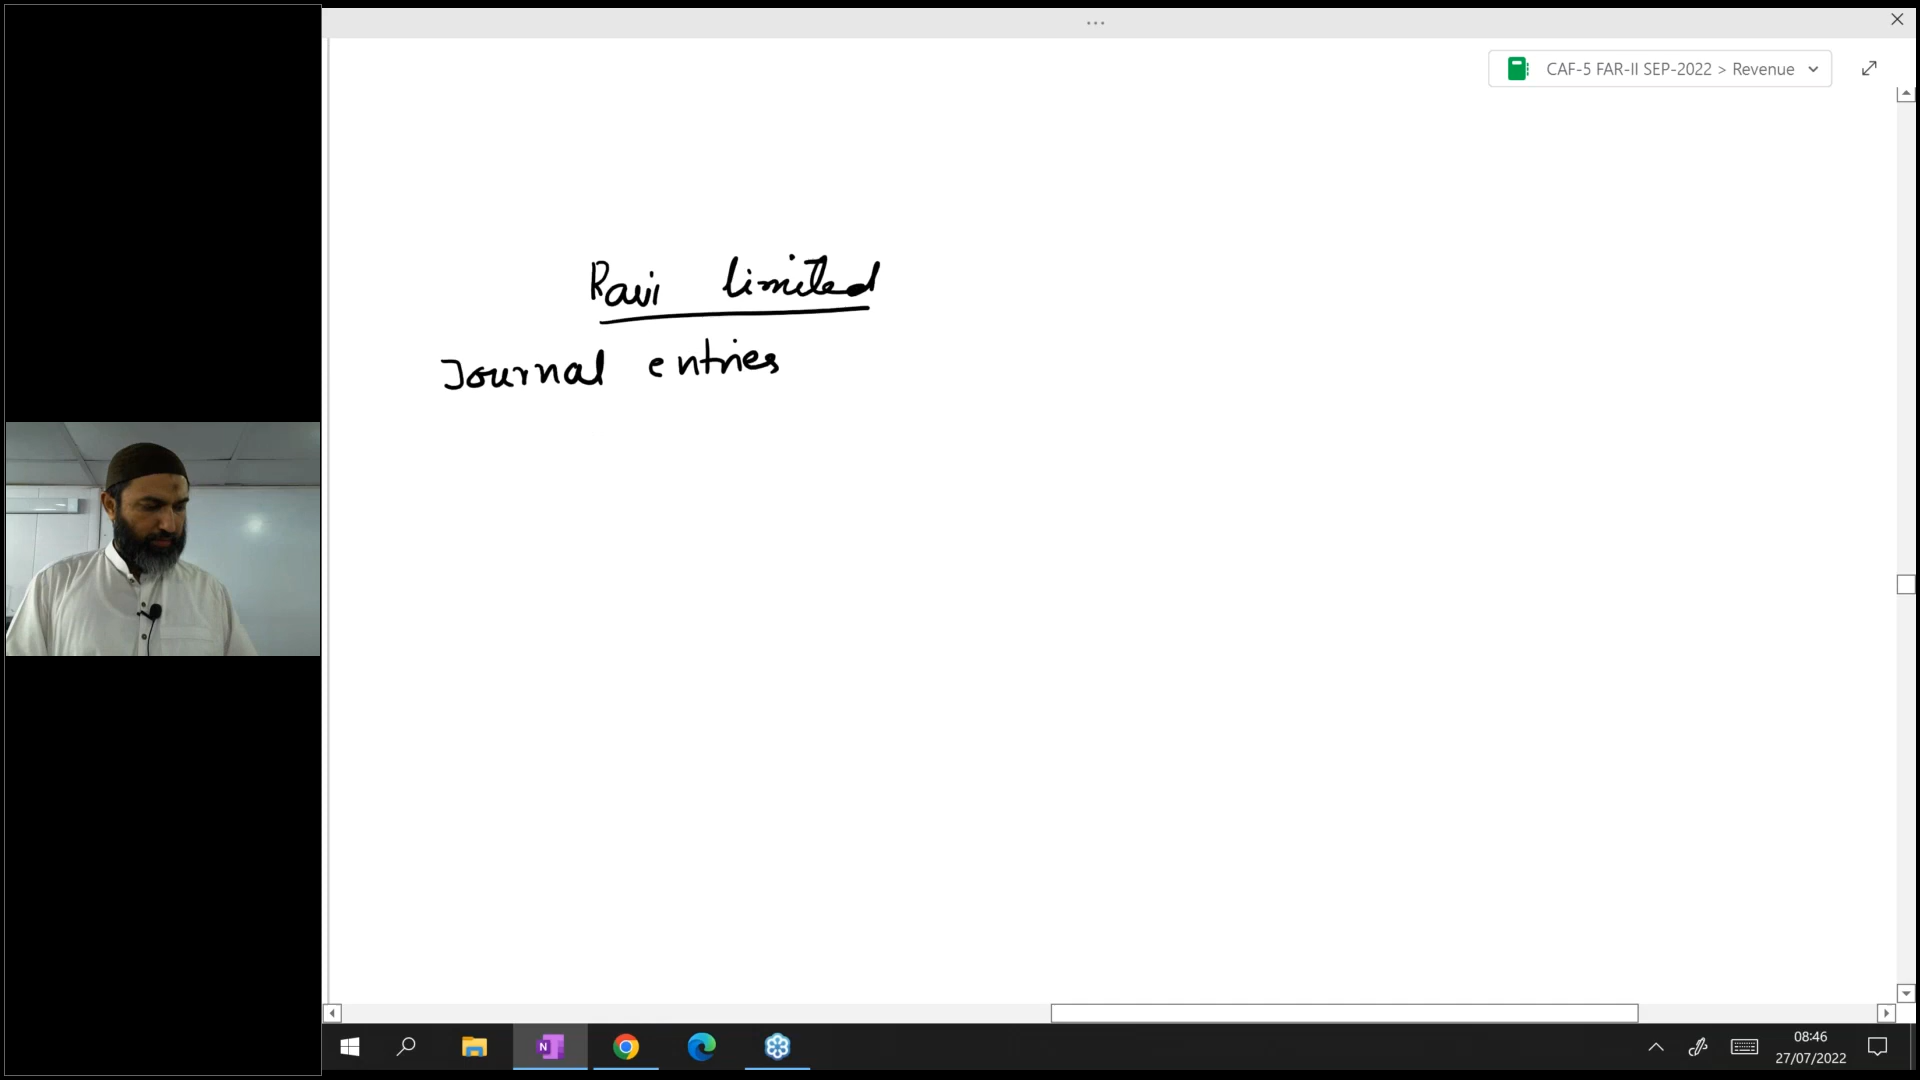 CAF-5 FAR-II SEP-2022 > Revenue
Ravi limited
Journal entries
08:46
27/07/2022